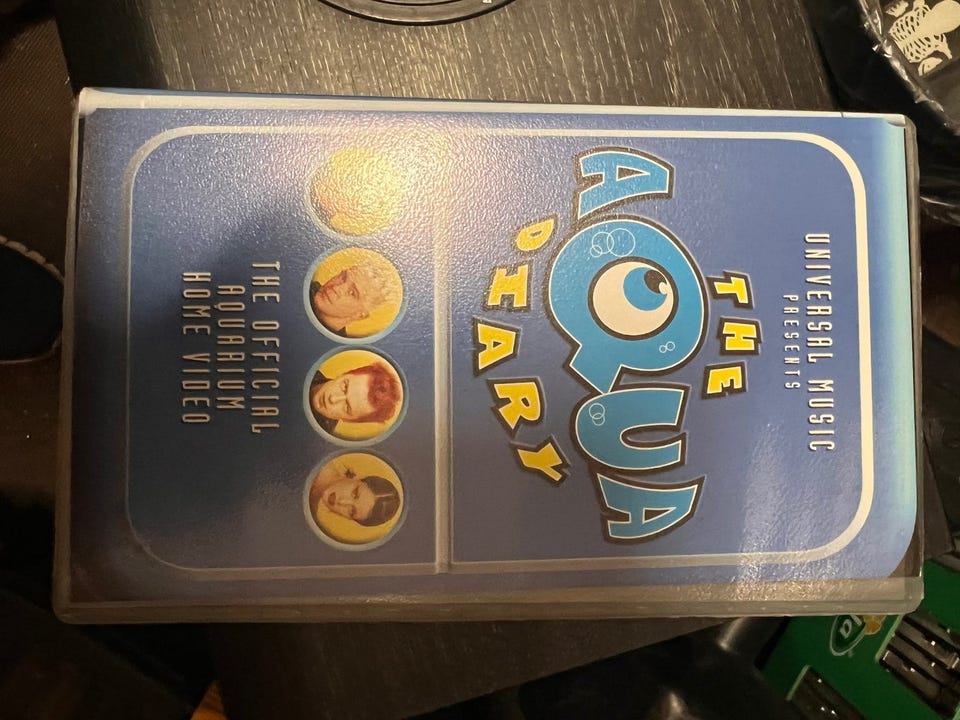 UNIVERSAL MUSIC
PRESENTS
THE
AQUA
DIARY
THE OFFICIAL
AQUARIUM
HOME VIDEO